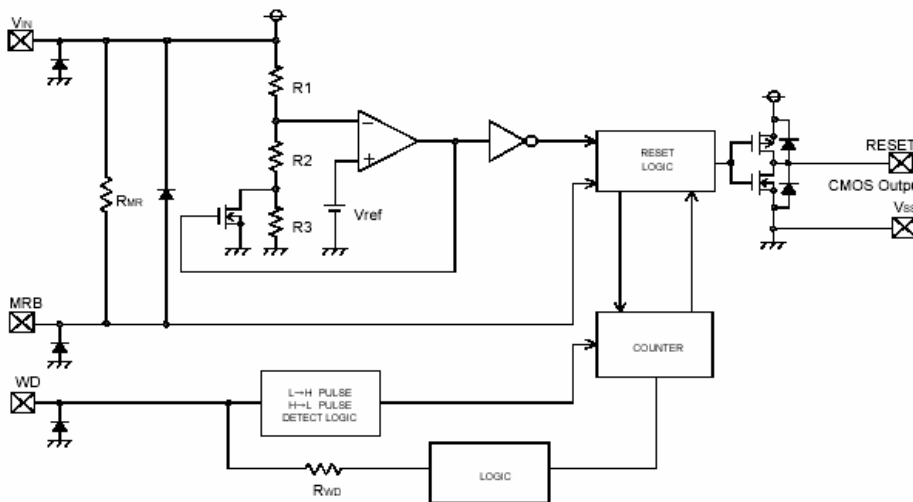 VIN
R1
R2
R3
RMR
Vref
−
+
RESET
LOGIC
RESET
CMOS Output
VSS
MRB
COUNTER
WD
L→H PULSE
H→L PULSE
DETECT LOGIC
RWD
LOGIC